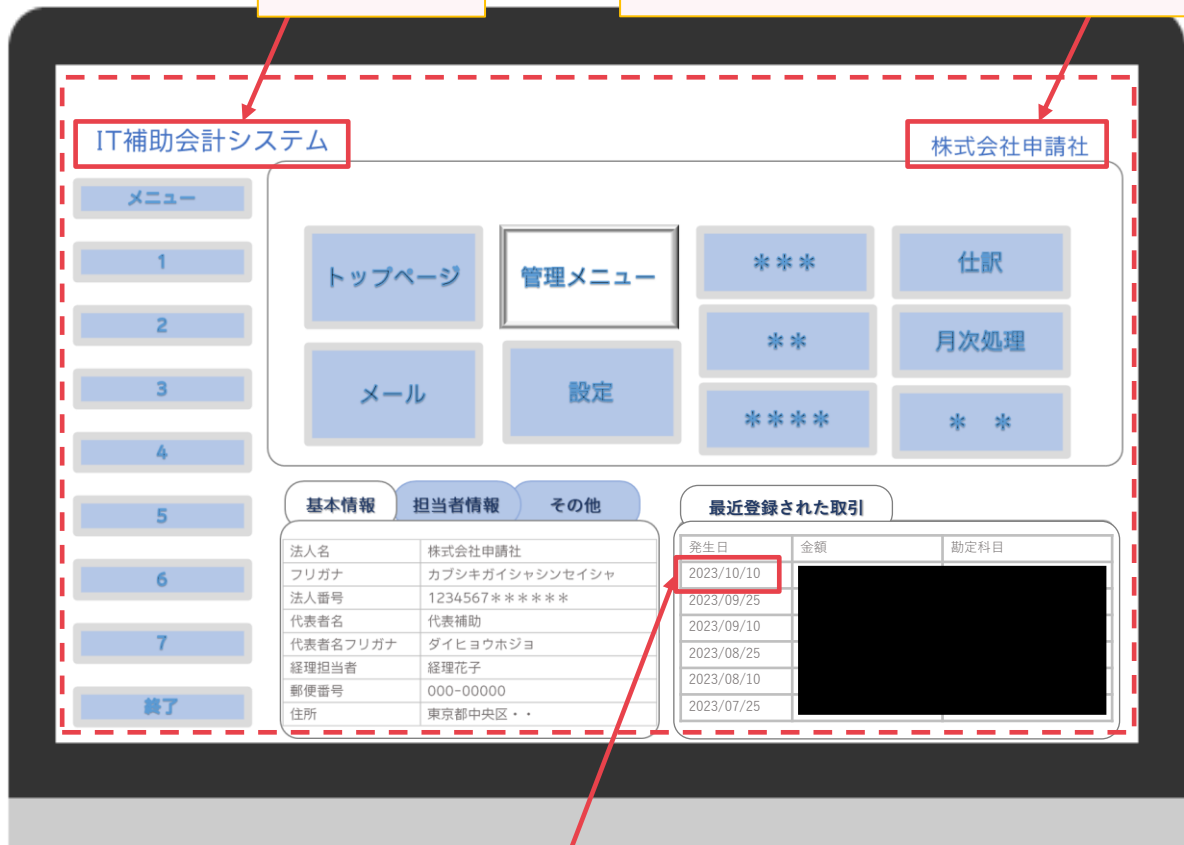 IT補助会計システム
株式会社申請社
メニュー
1
2
3
4
5
6
7
終了
トップページ
管理メニュー
＊＊＊
仕訳
＊＊
月次処理
メール
設定
＊＊＊＊
＊　＊
基本情報 担当者情報 その他
法人名 株式会社申請社
フリガナ カブシキガイシャシンセイシャ
法人番号 1234567＊＊＊＊＊＊
代表者名 代表補助
代表者名フリガナ ダイヒョウホジョ
経理担当者 経理花子
郵便番号 000-00000
住所 東京都中央区・・
最近登録された取引
発生日 金額 勘定科目
2023/10/10
2023/09/25
2023/09/10
2023/08/25
2023/08/10
2023/07/25